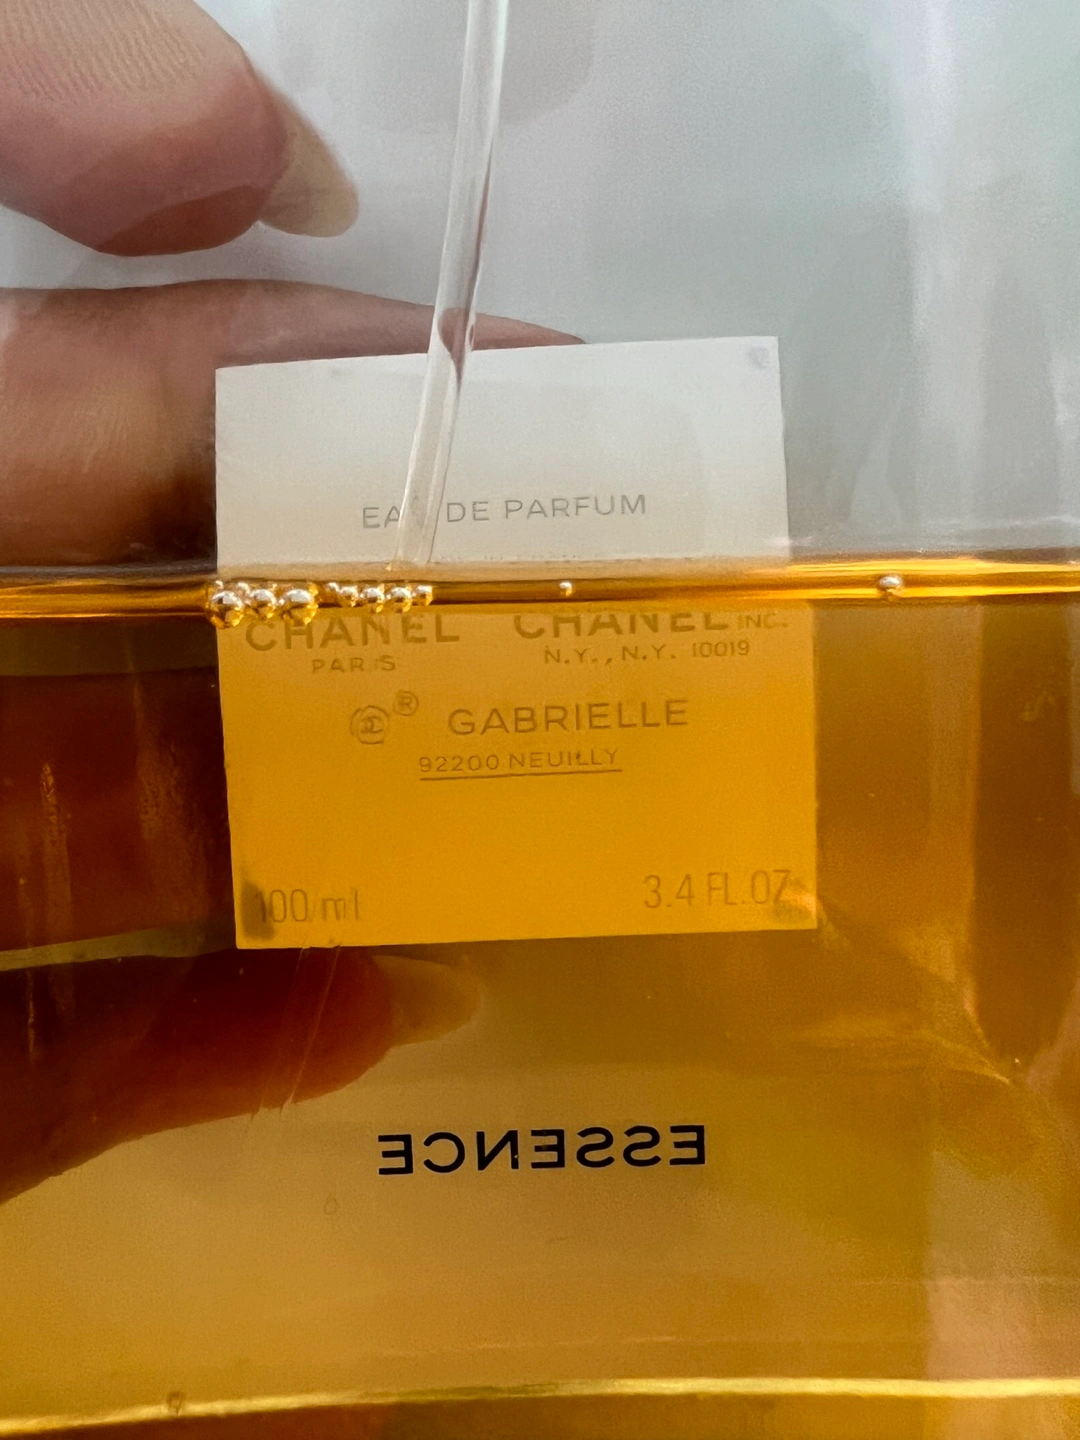 EAU DE PARFUM
CHANEL CHANEL INC.
PARIS N.Y., N.Y. 10019
® GABRIELLE
92200 NEUILLY
100 ml 3.4 FL.OZ
ESSENCE